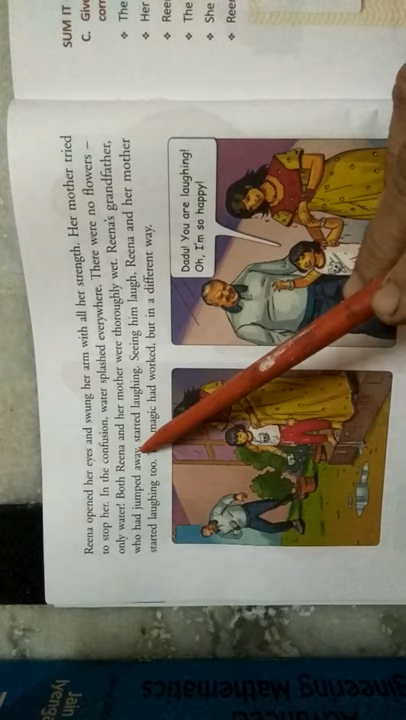 Reena opened her eyes and swung her arm with all her strength. Her mother tried
to stop her. In the confusion, water splashed everywhere. There were no flowers –
only water! Both Reena and her mother were thoroughly wet. Reena's grandfather,
who had jumped away, started laughing. Seeing him laugh, Reena and her mother
started laughing too. magic had worked, but in a different way.
Dadu! You are laughing!
Oh, I'm so happy!
SUM IT
C. Giv
corr
The
Her
Ree
The
She
Reer
Jain
Iyenga
Advanced
Engineering Mathematics